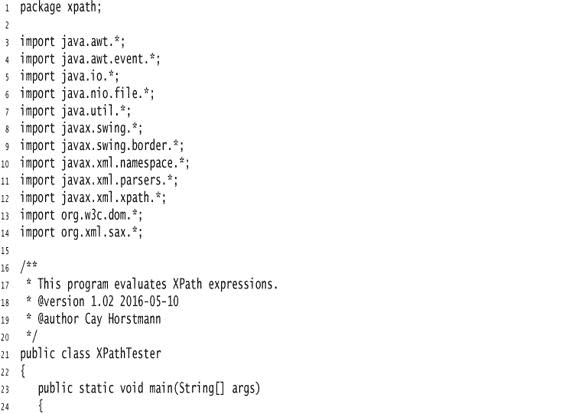 1 package xpath;
2
3 import java.awt.*;
4 import java.awt.event.*;
5 import java.io.*;
6 import java.nio.file.*;
7 import java.util.*;
8 import javax.swing.*;
9 import javax.swing.border.*;
10 import javax.xml.namespace.*;
11 import javax.xml.parsers.*;
12 import javax.xml.xpath.*;
13 import org.w3c.dom.*;
14 import org.xml.sax.*;
15
16 /**
17  * This program evaluates XPath expressions.
18  * @version 1.02 2016-05-10
19  * @author Cay Horstmann
20  */
21 public class XPathTester
22 {
23    public static void main(String[] args)
24    {